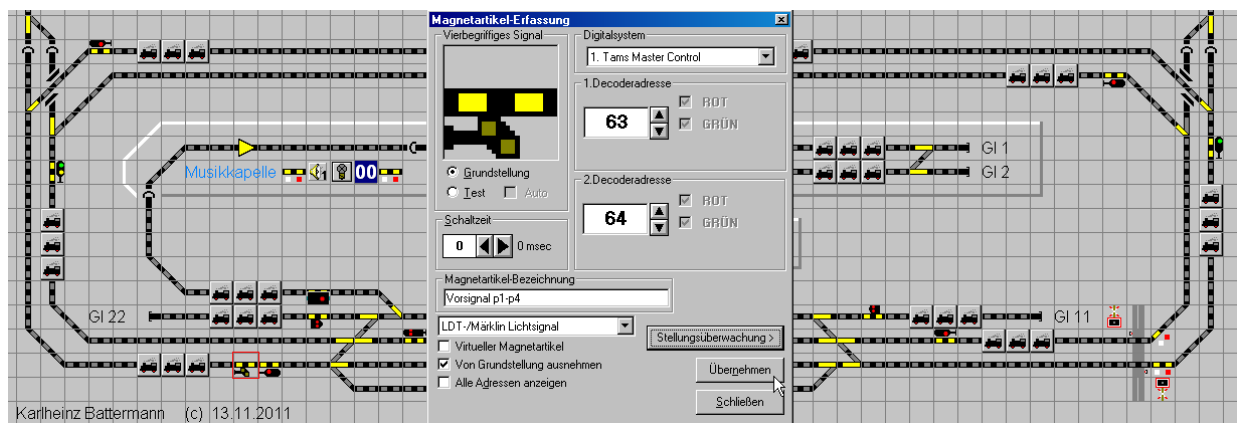 Magnetartikel-Erfassung
Vierbegriffiges Signal
Digitalsystem
1. Tams Master Control
1.Decoderadresse
63
ROT
GRÜN
Grundstellung
Test
Auto
2.Decoderadresse
64
ROT
GRÜN
Schaltzeit
0
0 msec
Magnetartikel-Bezeichnung
Vorsignal p1-p4
LDT-/Märklin Lichtsignal
Stellungsüberwachung >
Virtueller Magnetartikel
Von Grundstellung ausnehmen
Übernehmen
Alle Adressen anzeigen
Schließen
Musikkapelle
1
00
Gl 1
Gl 2
Gl 22
Gl 11
Karlheinz Battermann (c) 13.11.2011